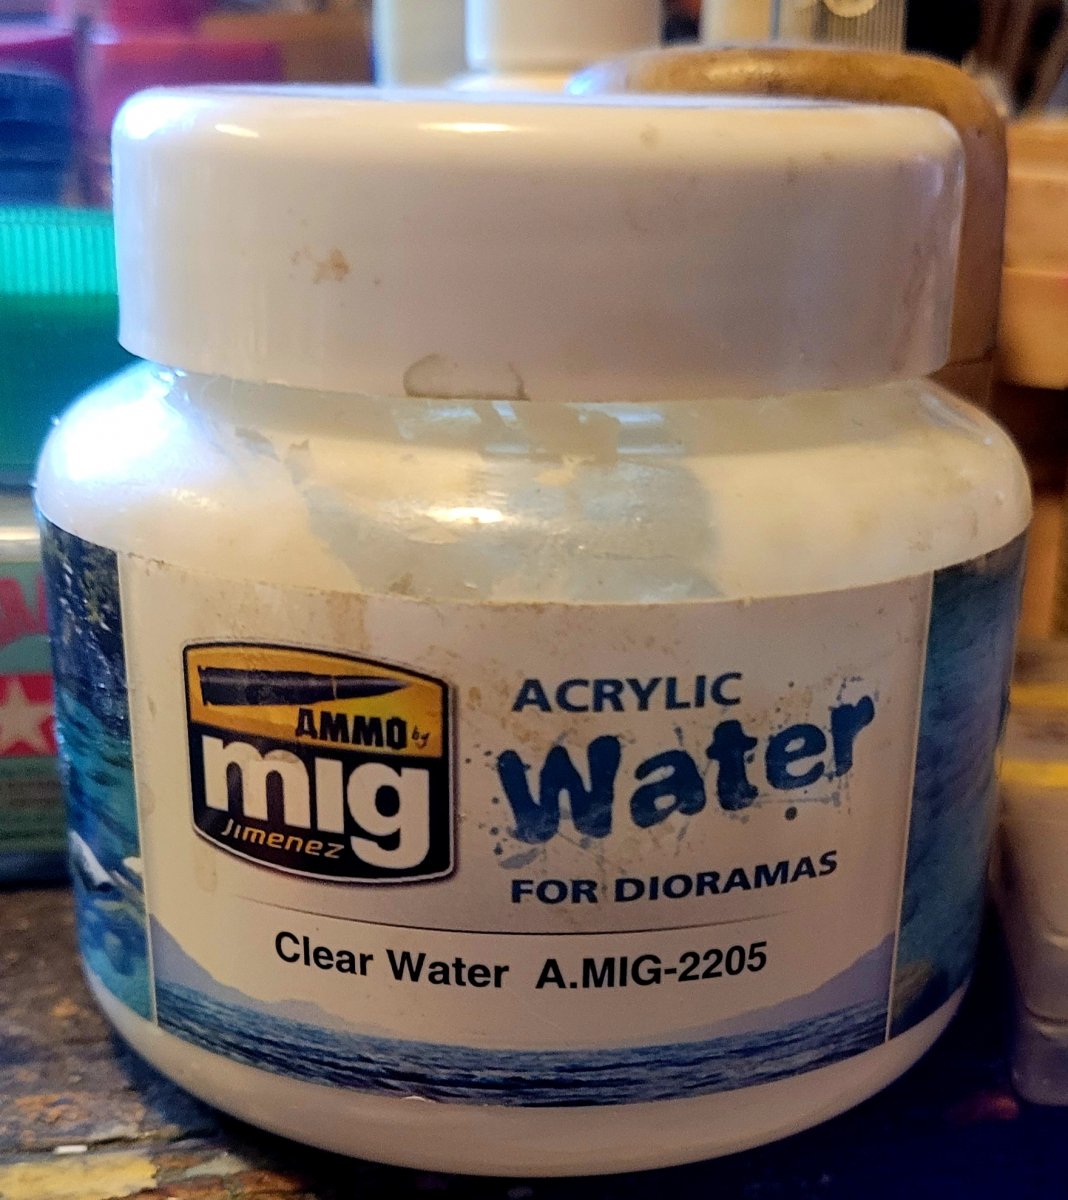 AMMO by
mig
JIMENEZ
ACRYLIC
Water
FOR DIORAMAS
Clear Water A.MIG-2205